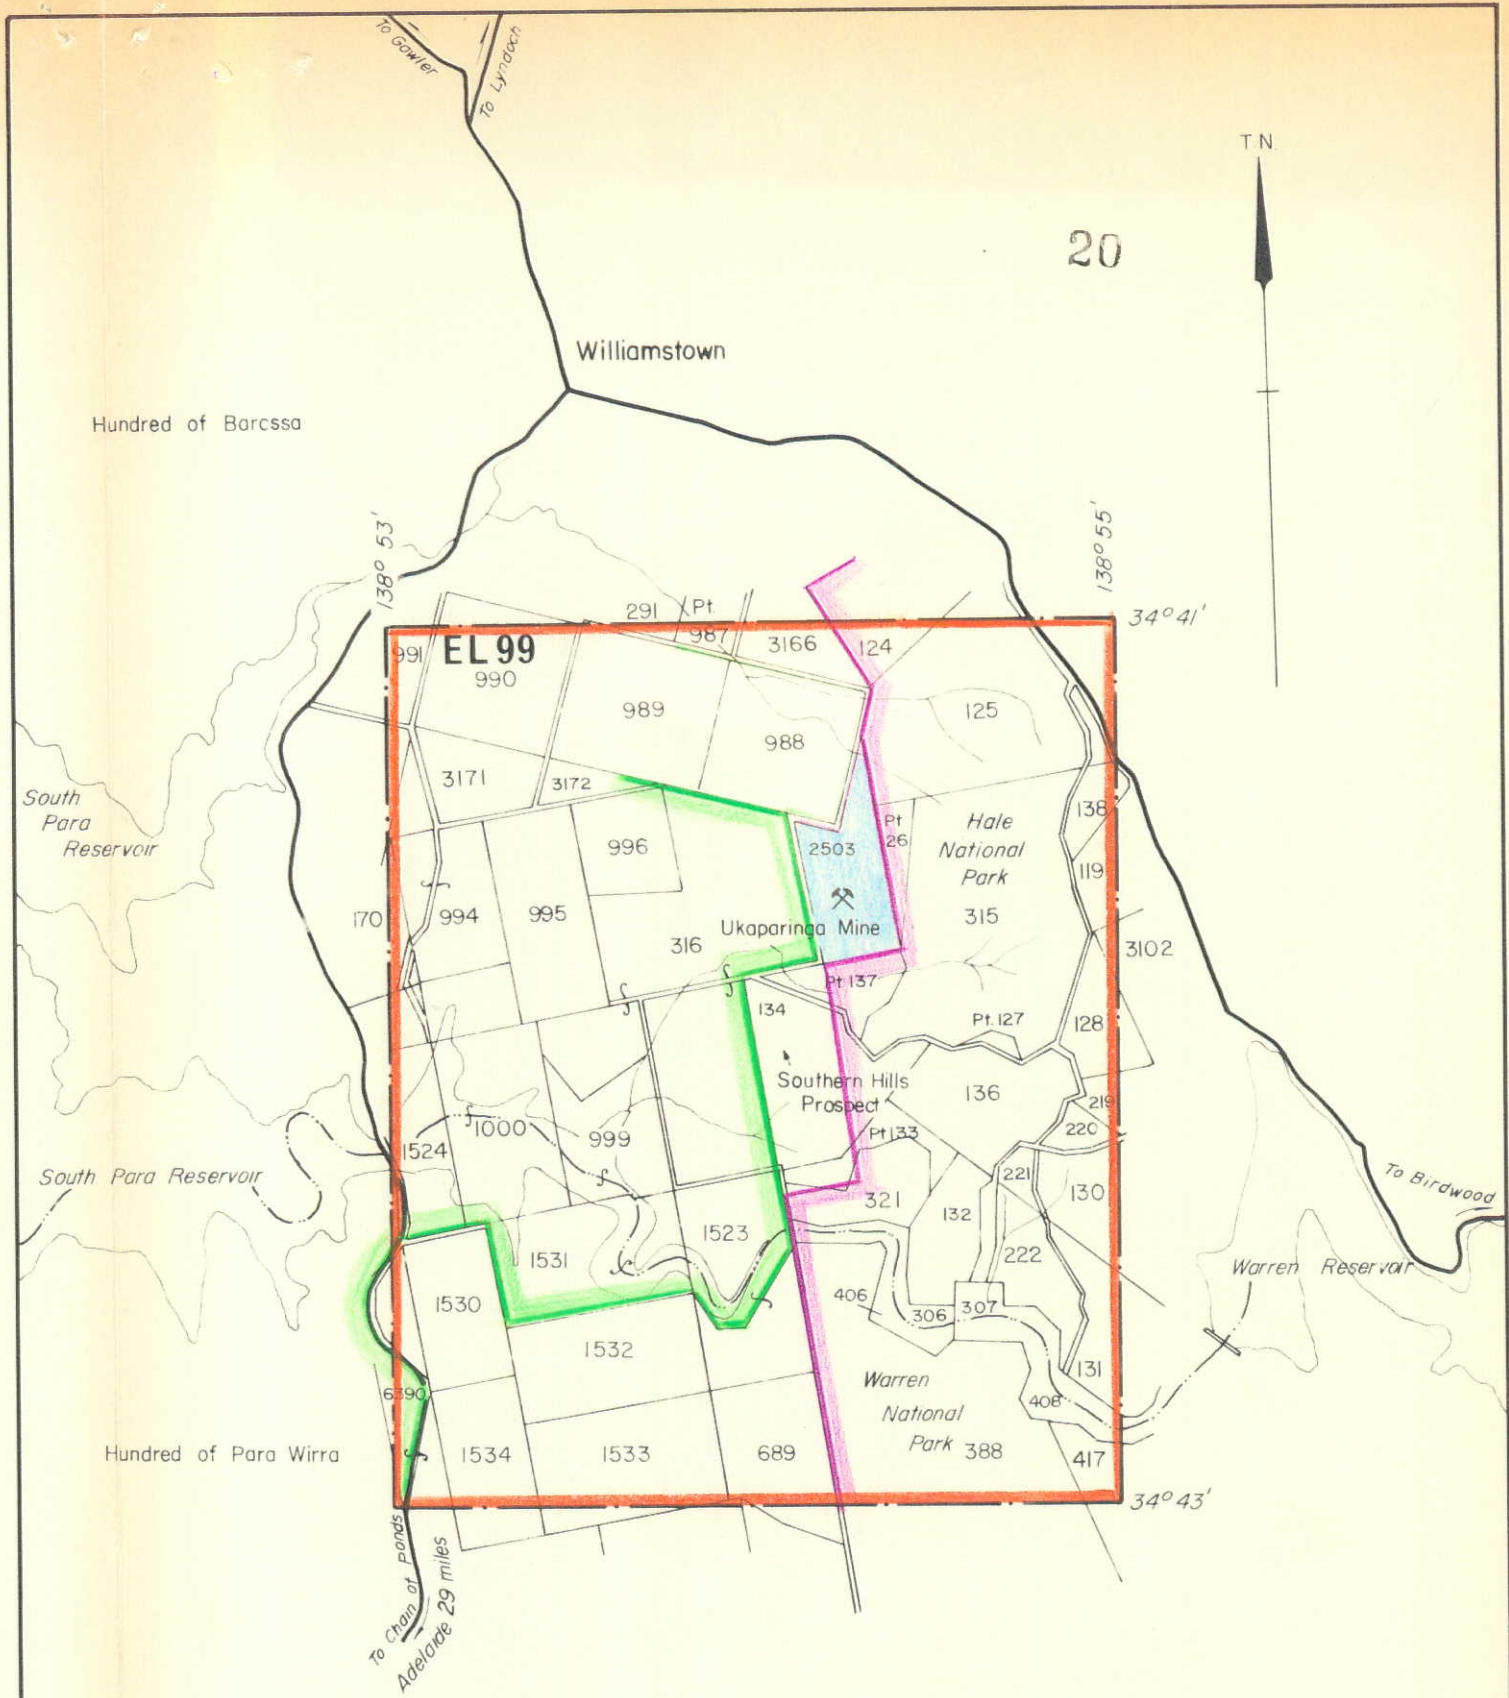 To Gawler
To Lyndoch
T.N.
20
Williamstown
Hundred of Barcssa
138° 53'
138° 55'
34° 41'
291
Pt.
987
3166
124
991
EL 99
990
989
988
125
3171
3172
South
Para
Reservoir
996
2503
Pt
26
Hale
National
Park
138
119
170
994
995
316
Ukaparinga Mine
315
3102
Pt 137
134
Pt. 127
128
Southern Hills
Prospect
136
219
220
1524
1000
999
Pt 133
South Para Reservoir
221
130
To Birdwood
321
132
1523
1531
222
Warren Reservoir
1530
406
306
307
1532
131
Warren
National
Park
408
6390
Hundred of Para Wirra
1534
1533
689
388
417
34° 43'
To Chain of ponds
Adelaide 29 miles